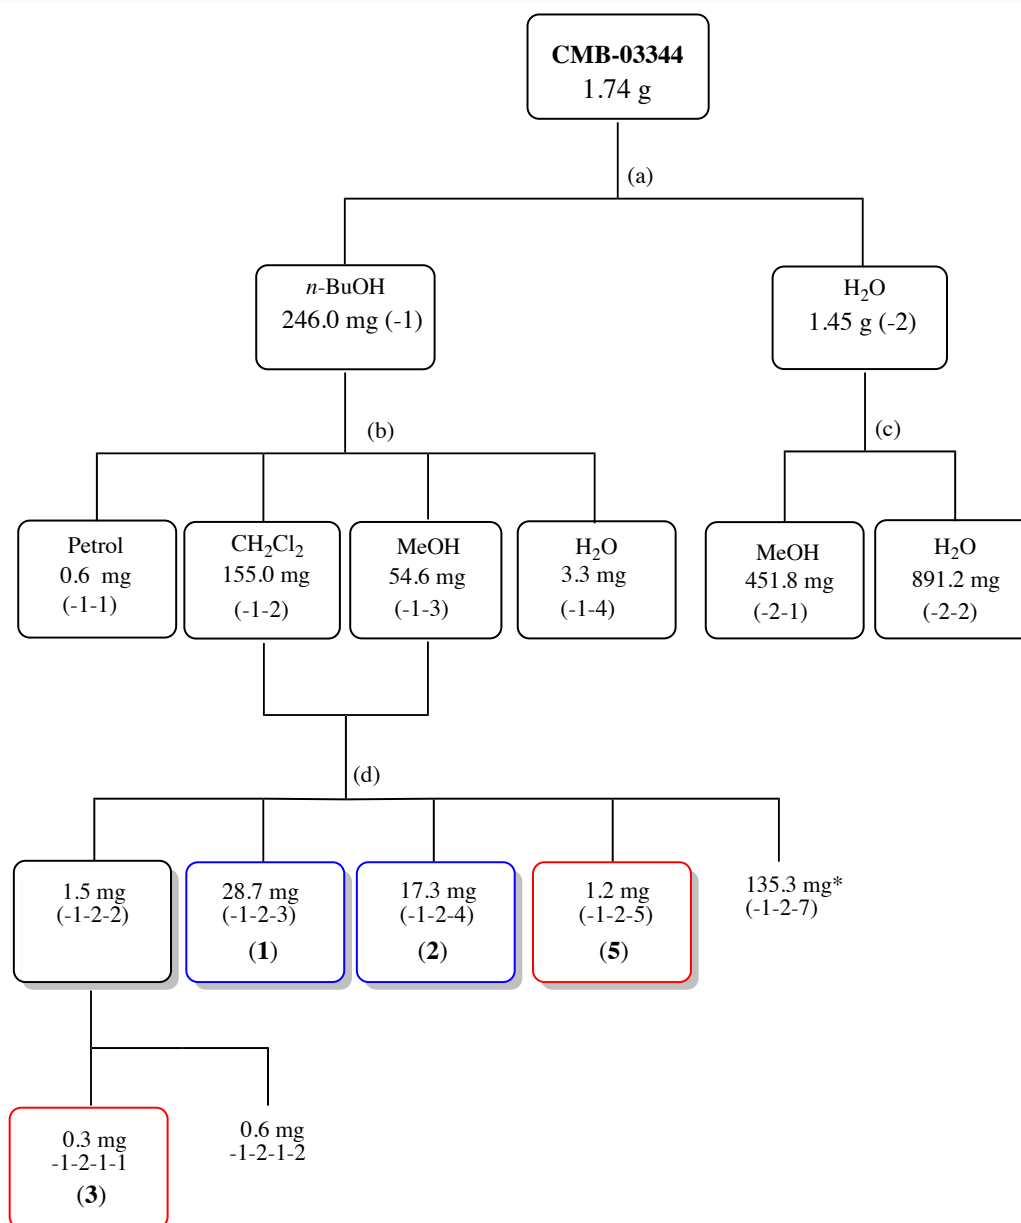 CMB-03344
1.74 g
(a)
n-BuOH
246.0 mg (-1)
H₂O
1.45 g (-2)
(b)
(c)
Petrol
0.6 mg
(-1-1)
CH₂Cl₂
155.0 mg
(-1-2)
MeOH
54.6 mg
(-1-3)
H₂O
3.3 mg
(-1-4)
MeOH
451.8 mg
(-2-1)
H₂O
891.2 mg
(-2-2)
(d)
1.5 mg
(-1-2-2)
28.7 mg
(-1-2-3)
(1)
17.3 mg
(-1-2-4)
(2)
1.2 mg
(-1-2-5)
(5)
135.3 mg*
(-1-2-7)
0.3 mg
-1-2-1-1
(3)
0.6 mg
-1-2-1-2